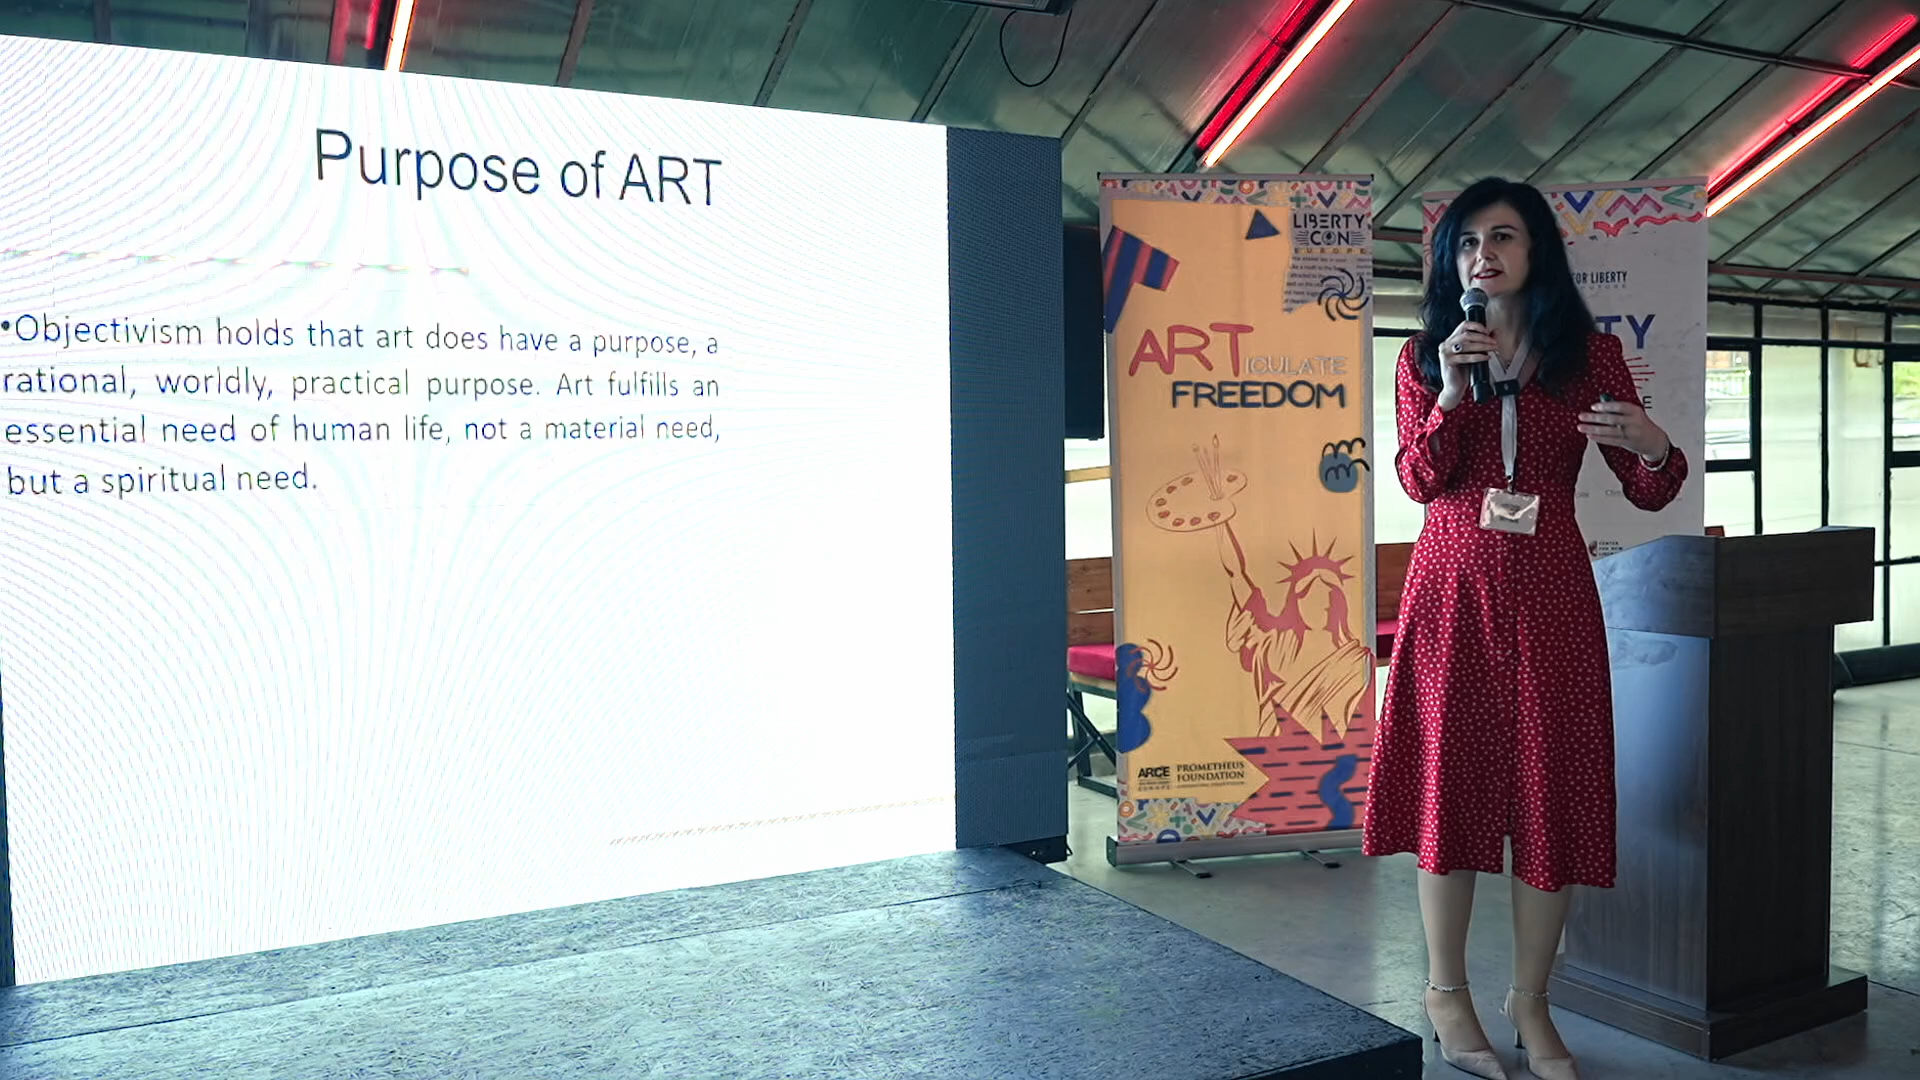 Purpose of ART
•Objectivism holds that art does have a purpose, a
rational, worldly, practical purpose. Art fulfills an
essential need of human life, not a material need,
but a spiritual need.
LIBERTY
CON
EUROPE
ARTICULATE
FREEDOM
ARCE
EUROPE
PROMETHEUS
FOUNDATION
FOR LIBERTY
TY
E